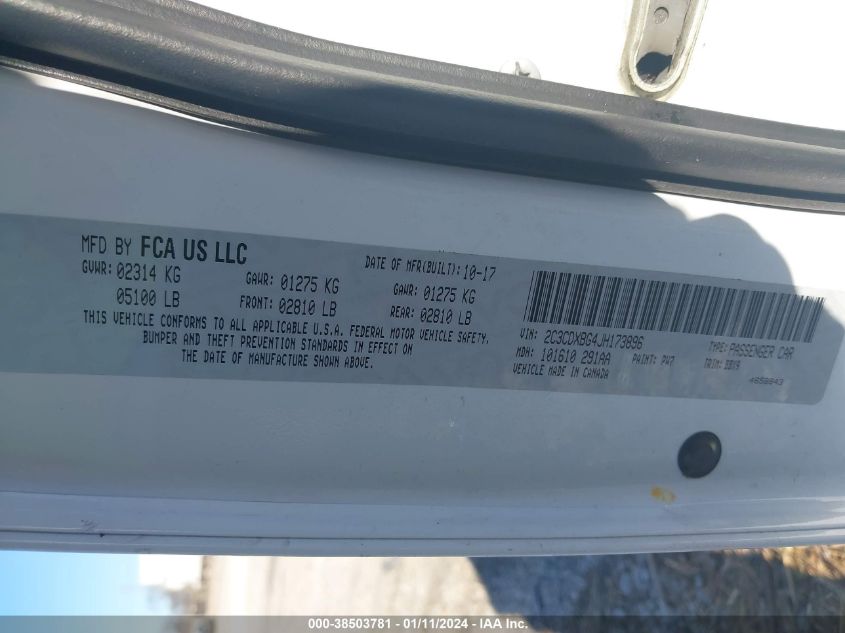 MFD BY FCA US LLC
DATE OF MFR(BUILT): 10-17
GVWR: 02314 KG
GAWR: 01275 KG
GAWR: 01275 KG
05100 LB
FRONT: 02810 LB
REAR: 02810 LB
THIS VEHICLE CONFORMS TO ALL APPLICABLE U.S.A. FEDERAL MOTOR VEHICLE SAFETY,
BUMPER AND THEFT PREVENTION STANDARDS IN EFFECT ON
THE DATE OF MANUFACTURE SHOWN ABOVE.
VIN: 2C3CDXBG4JH173896
TYPE: PASSENGER CAR
MDH: 101610 291AA
PAINT: PW7
TRIM: EBX9
VEHICLE MADE IN CANADA
000-38503781 - 01/11/2024 - IAA Inc.